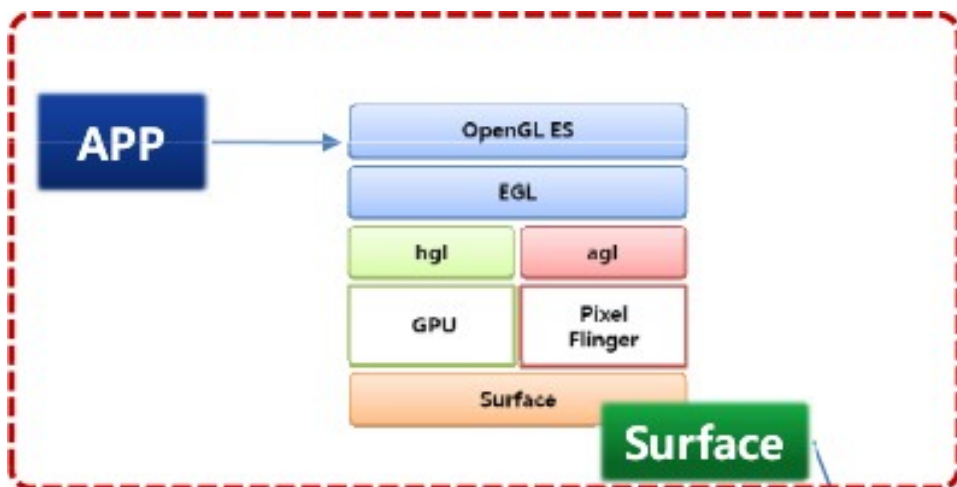 APP
OpenGL ES
EGL
hgl
agl
GPU
Pixel
Flinger
Surface
Surface